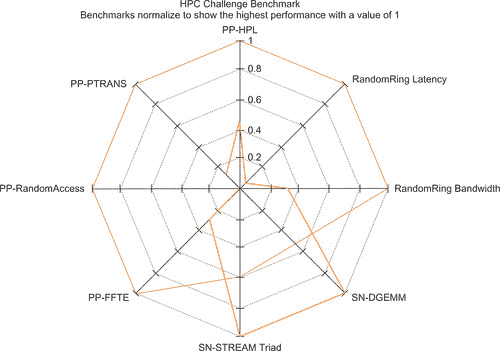 HPC Challenge Benchmark
Benchmarks normalize to show the highest performance with a value of 1
PP-HPL
1
0.8
0.6
0.4
0.2
PP-PTRANS
RandomRing Latency
PP-RandomAccess
RandomRing Bandwidth
PP-FFTE
SN-DGEMM
SN-STREAM Triad